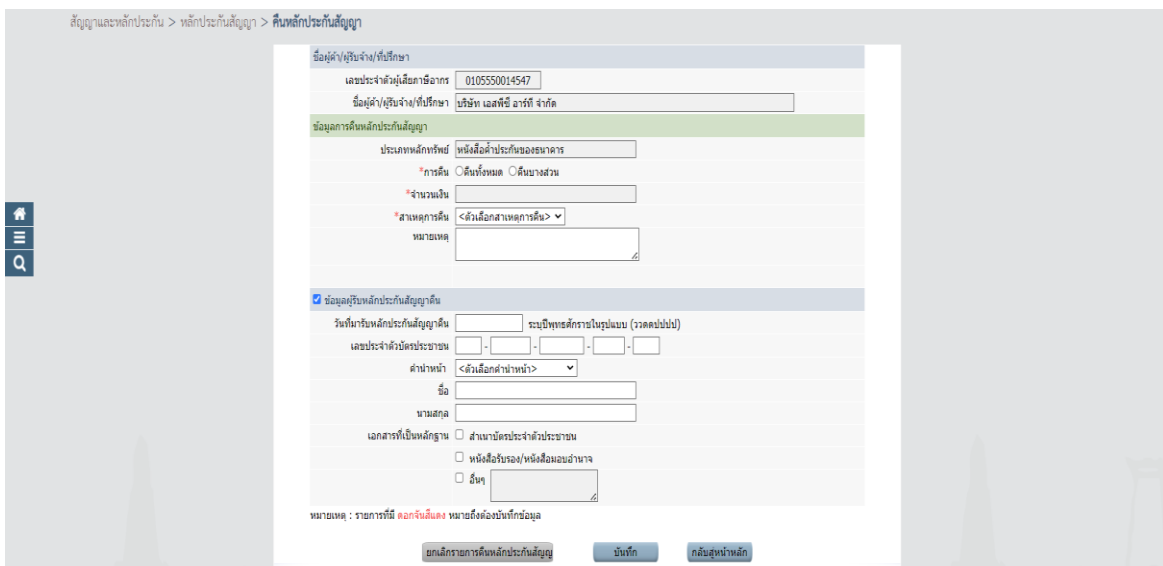 สัญญาและหลักประกัน > หลักประกันสัญญา > คืนหลักประกันสัญญา
ชื่อผู้ค้า/ผู้รับจ้าง/ที่ปรึกษา
เลขประจำตัวผู้เสียภาษีอากร 0105550014547
ชื่อผู้ค้า/ผู้รับจ้าง/ที่ปรึกษา บริษัท เอสพีซี อาร์ที จำกัด
ข้อมูลการคืนหลักประกันสัญญา
ประเภทหลักทรัพย์ หนังสือค้ำประกันของธนาคาร
*การคืน คืนทั้งหมด คืนบางส่วน
*จำนวนเงิน
*สาเหตุการคืน <ตัวเลือกสาเหตุการคืน>
หมายเหตุ
ข้อมูลผู้รับหลักประกันสัญญาคืน
วันที่มารับหลักประกันสัญญาคืน ระบุปีพุทธศักราชในรูปแบบ (ววดดปปปป)
เลขประจำตัวบัตรประชาชน - - - -
คำนำหน้า <ตัวเลือกคำนำหน้า>
ชื่อ
นามสกุล
เอกสารที่เป็นหลักฐาน สำเนาบัตรประจำตัวประชาชน
หนังสือรับรอง/หนังสือมอบอำนาจ
อื่นๆ
หมายเหตุ : รายการที่มี ดอกจันสีแดง หมายถึงต้องบันทึกข้อมูล
ยกเลิกรายการคืนหลักประกันสัญญ บันทึก กลับสู่หน้าหลัก